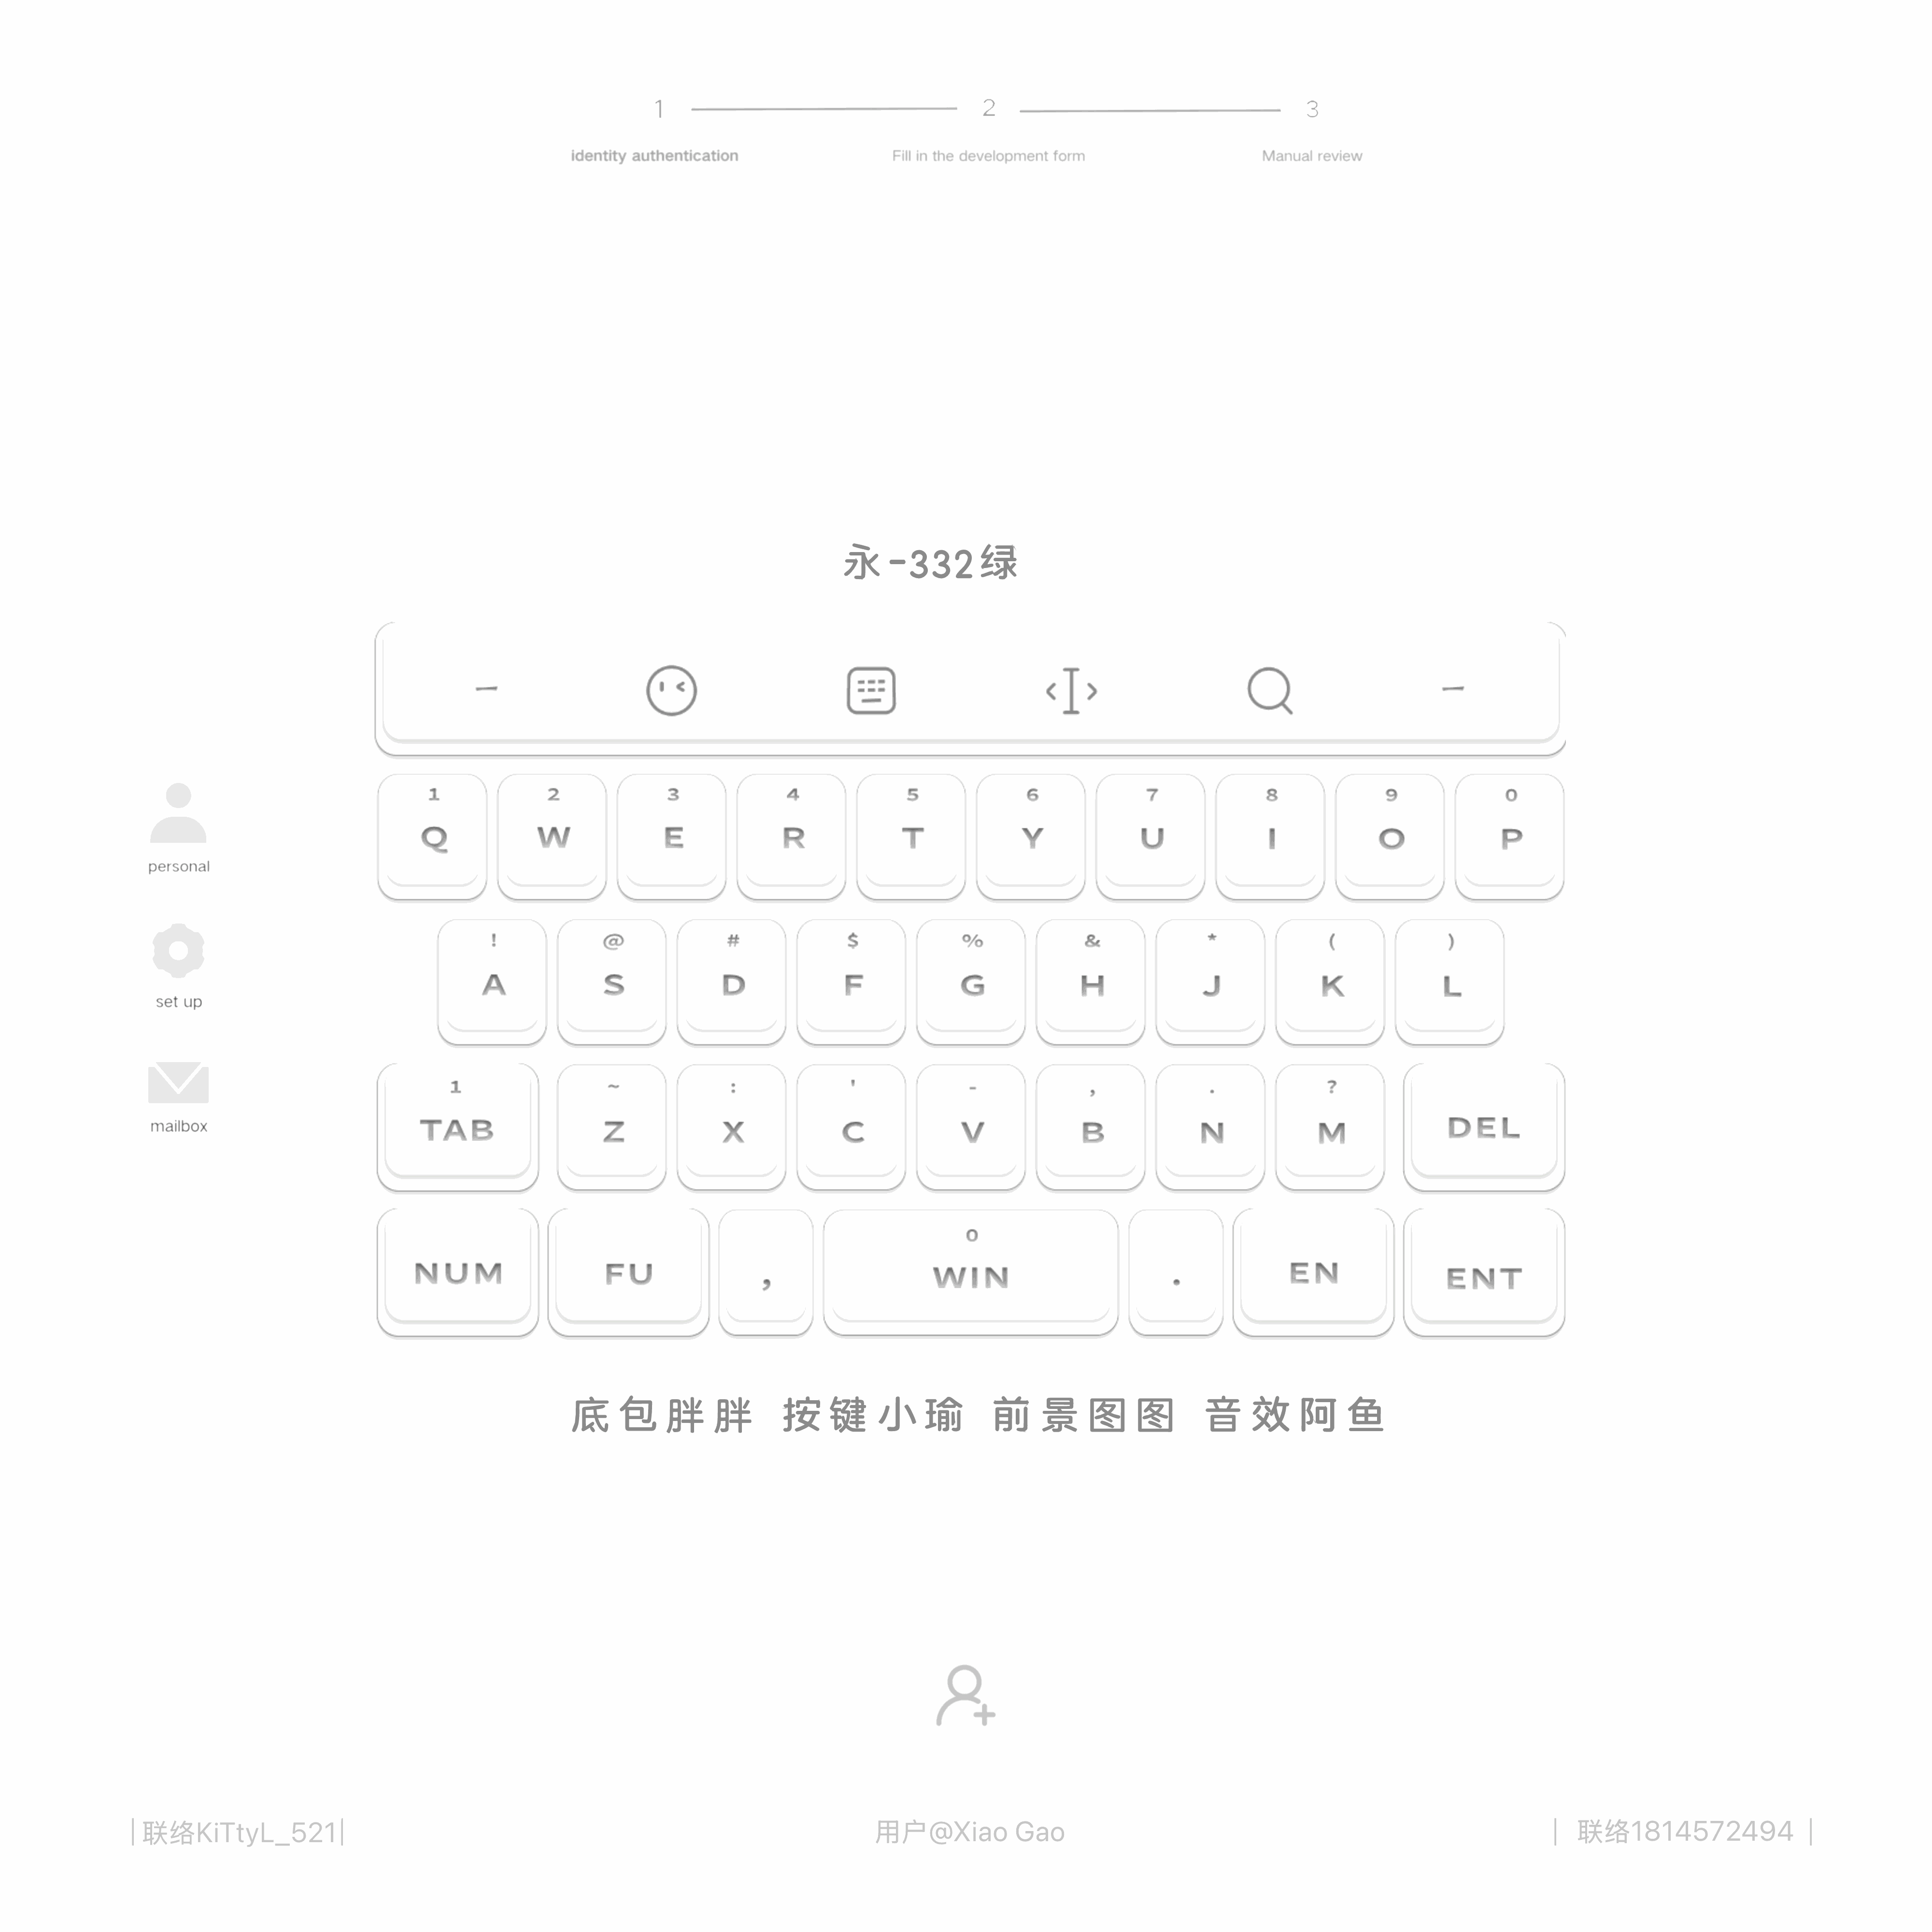 1 2 3
identity authentication Fill in the development form Manual review
永-332绿
1 2 3 4 5 6 7 8 9 0
Q W E R T Y U I O P
personal
! @ # $ % & * ( )
A S D F G H J K L
set up
1 ~ : ' - , . ?
TAB Z X C V B N M DEL
mailbox
0
NUM FU , WIN . EN ENT
底包胖胖 按键小瑜 前景图图 音效阿鱼
|联络KiTtyL_521| 用户@Xiao Gao | 联络1814572494 |